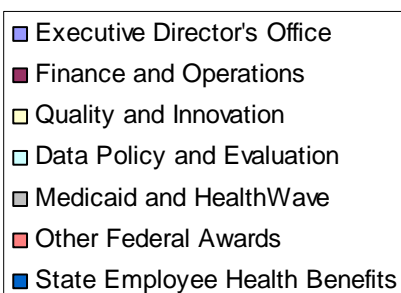 Executive Director's Office
Finance and Operations
Quality and Innovation
Data Policy and Evaluation
Medicaid and HealthWave
Other Federal Awards
State Employee Health Benefits